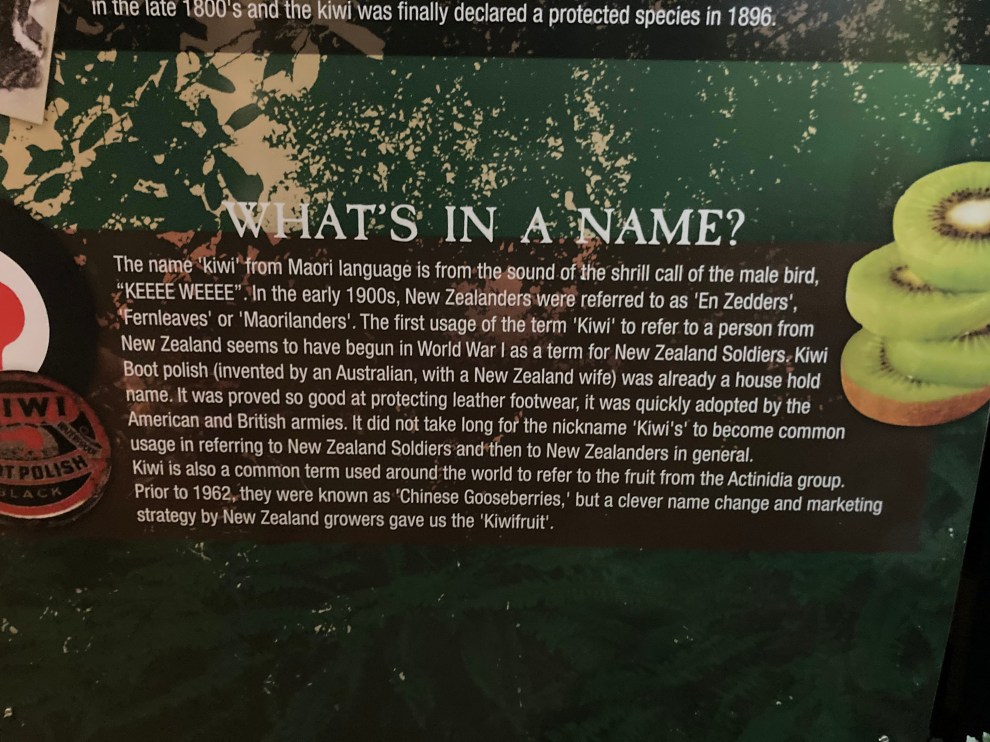 in the late 1800's and the kiwi was finally declared a protected species in 1896.
WHAT'S IN A NAME?
The name 'kiwi' from Maori language is from the sound of the shrill call of the male bird,
"KEEEE WEEEE". In the early 1900s, New Zealanders were referred to as 'En Zedders',
'Fernleaves' or 'Maorilanders'. The first usage of the term 'Kiwi' to refer to a person from
New Zealand seems to have begun in World War I as a term for New Zealand Soldiers. Kiwi
Boot polish (invented by an Australian, with a New Zealand wife) was already a house hold
name. It was proved so good at protecting leather footwear, it was quickly adopted by the
American and British armies. It did not take long for the nickname 'Kiwi's' to become common
usage in referring to New Zealand Soldiers and then to New Zealanders in general.
Kiwi is also a common term used around the world to refer to the fruit from the Actinidia group.
Prior to 1962, they were known as 'Chinese Gooseberries,' but a clever name change and marketing
strategy by New Zealand growers gave us the 'Kiwifruit'.
IWI
T POLISH
BLACK